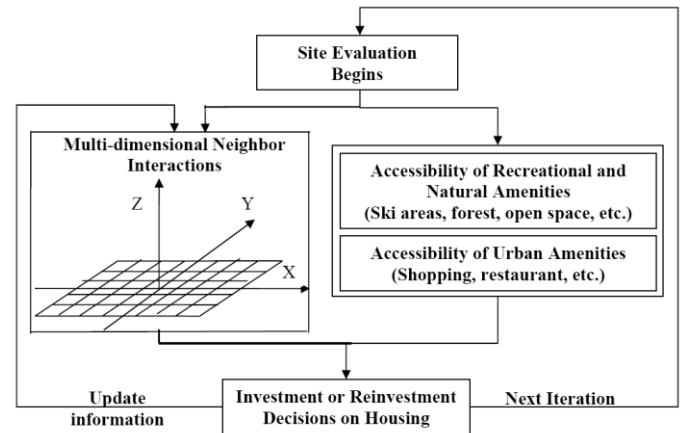 Site Evaluation
Begins
Multi-dimensional Neighbor
Interactions
Z
Y
X
Accessibility of Recreational and
Natural Amenities
(Ski areas, forest, open space, etc.)
Accessibility of Urban Amenities
(Shopping, restaurant, etc.)
Update
information
Investment or Reinvestment
Decisions on Housing
Next Iteration